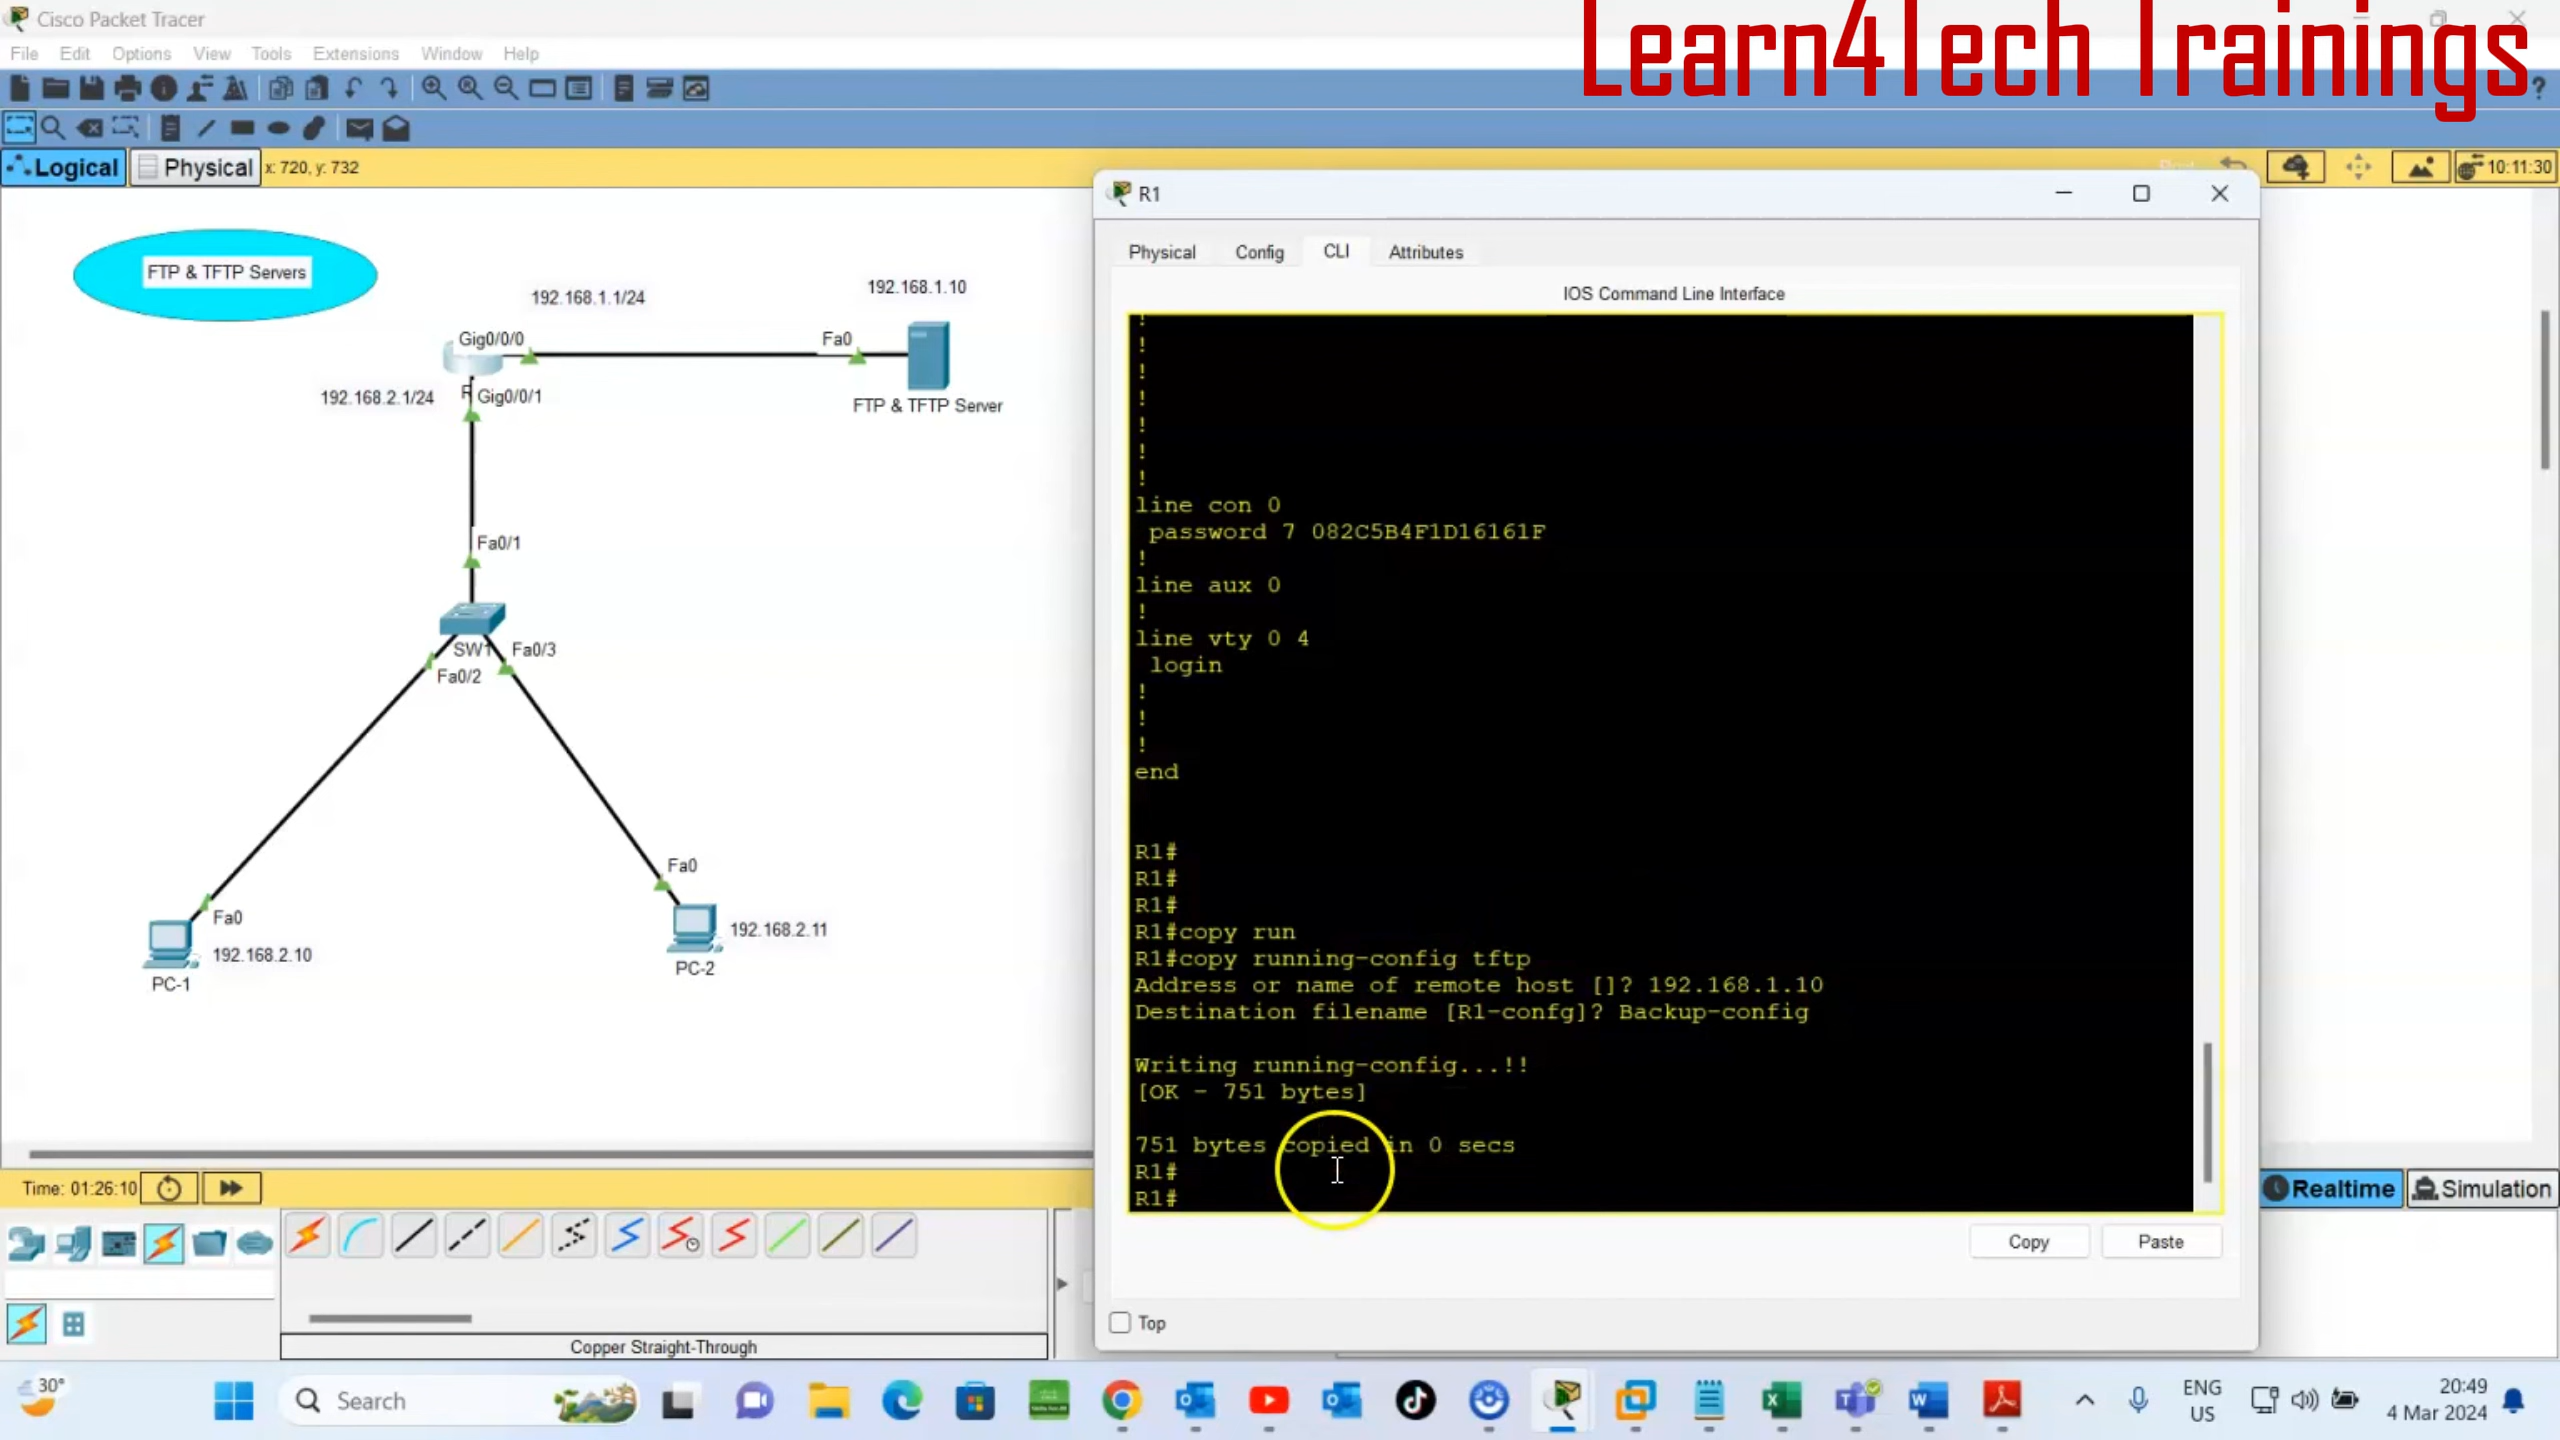 Cisco Packet Tracer
Learn4Tech Trainings
File Edit Options View Tools Extensions Window Help
Logical Physical x: 720, y: 732
10:11:30
R1
Physical Config CLI Attributes
IOS Command Line Interface
FTP & TFTP Servers
192.168.1.1/24
192.168.1.10
Gig0/0/0
Fa0
192.168.2.1/24
Gig0/0/1
FTP & TFTP Server
Fa0/1
SW1
Fa0/3
Fa0/2
Fa0
Fa0
192.168.2.11
192.168.2.10
PC-2
PC-1
!
!
!
!
!
!
!
line con 0
password 7 082C5B4F1D16161F
!
line aux 0
!
line vty 0 4
login
!
!
!
end
R1#
R1#
R1#
R1#copy run
R1#copy running-config tftp
Address or name of remote host []? 192.168.1.10
Destination filename [R1-confg]? Backup-config
Writing running-config...!!
[OK - 751 bytes]
751 bytes copied in 0 secs
R1#
R1#
Copy Paste
Top
Time: 01:26:10
Realtime Simulation
Copper Straight-Through
30°
Search
ENG
US
20:49
4 Mar 2024